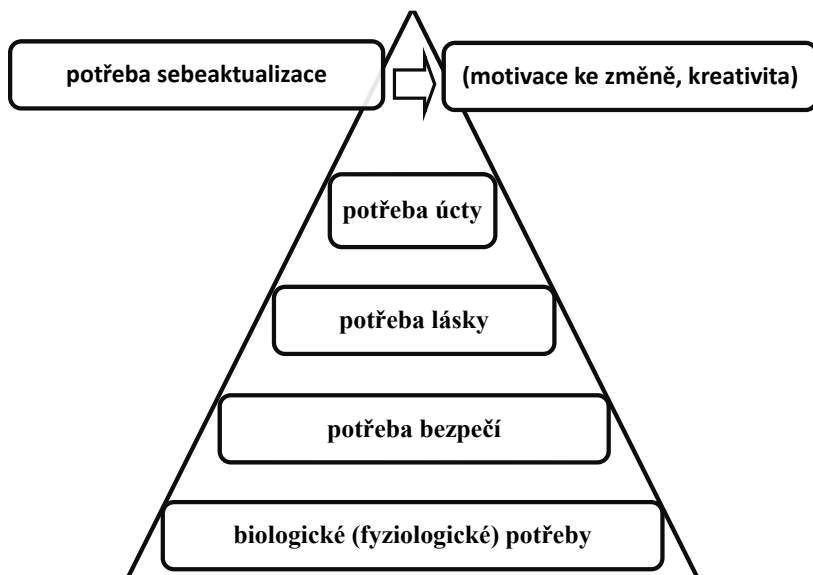 potřeba sebeaktualizace
(motivace ke změně, kreativita)
potřeba úcty
potřeba lásky
potřeba bezpečí
biologické (fyziologické) potřeby